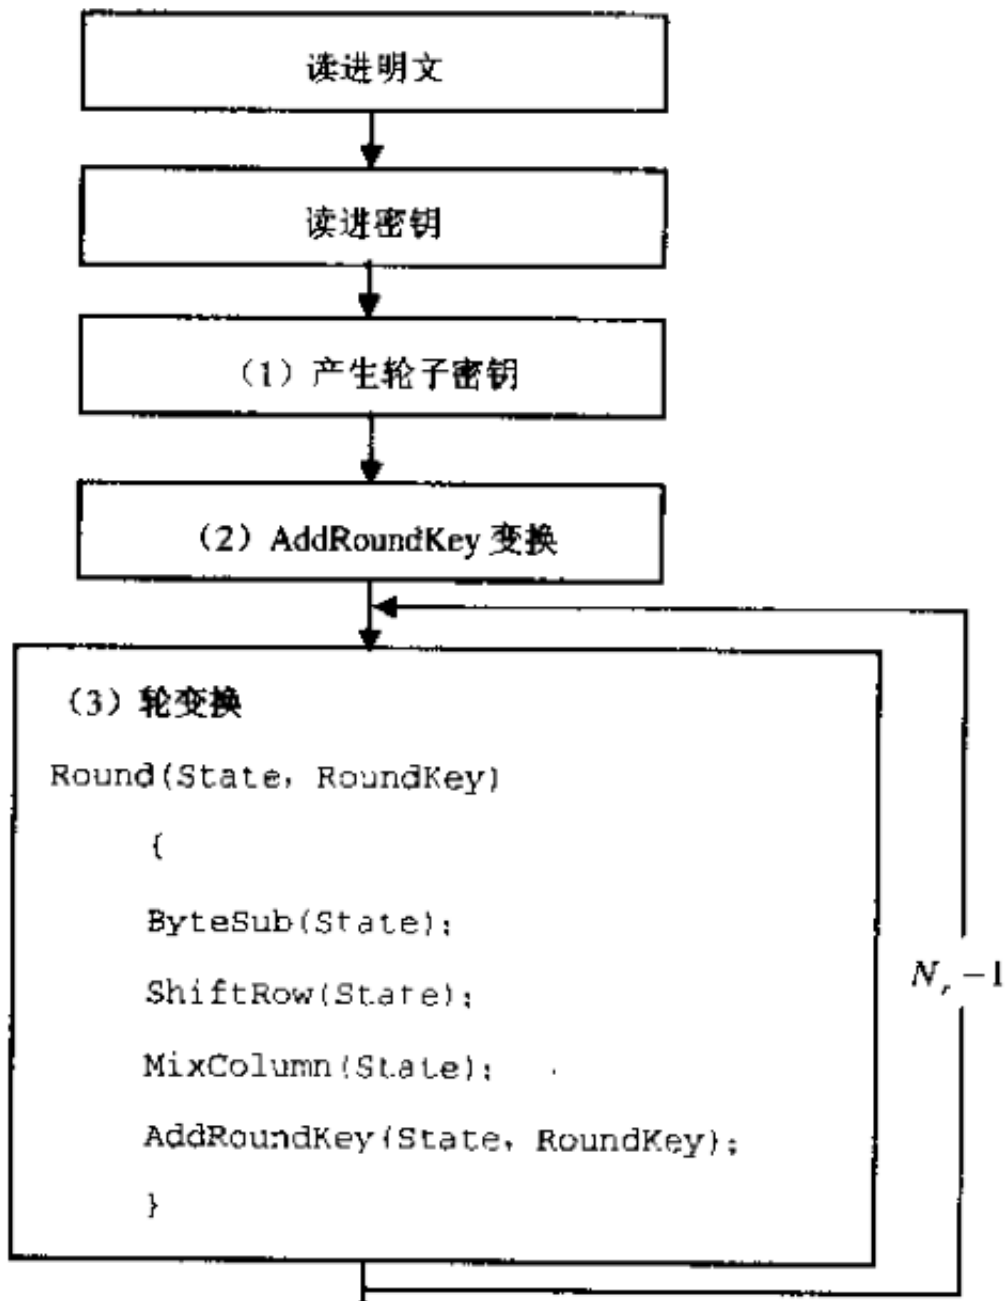 读进明文
读进密钥
（1）产生轮子密钥
（2）AddRoundKey 变换
（3）轮变换
Round(State, RoundKey)
{
ByteSub(State);
ShiftRow(State);
MixColumn(State);
AddRoundKey(State, RoundKey);
}
N_r −1